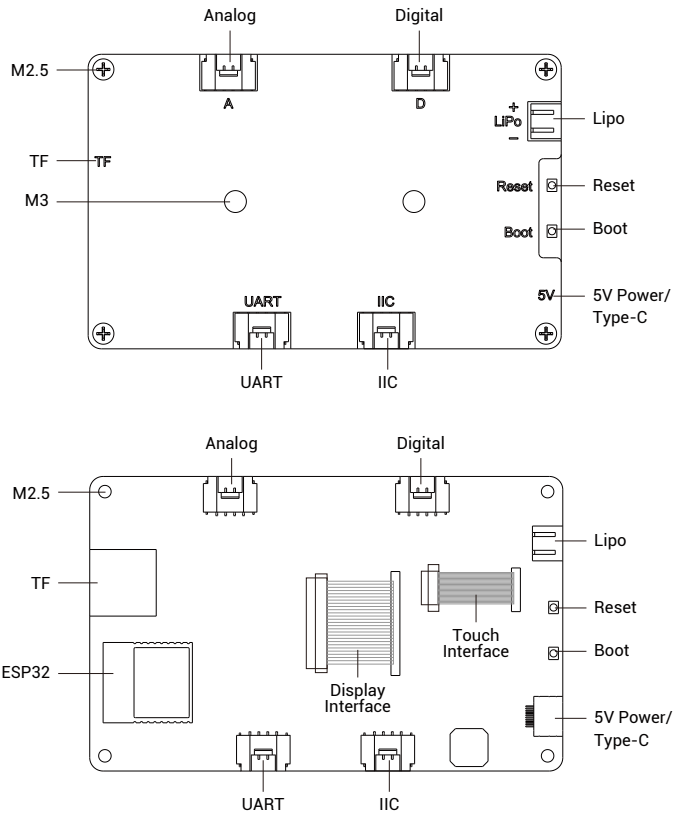 Analog
Digital
M2.5
A
D
+
LiPo
−
Lipo
TF
TF
Reset
Reset
M3
Boot
Boot
5V
5V Power/
Type-C
UART
IIC
UART
IIC
Analog
Digital
M2.5
Lipo
TF
Reset
Touch
Interface
Boot
ESP32
Display
Interface
5V Power/
Type-C
UART
IIC